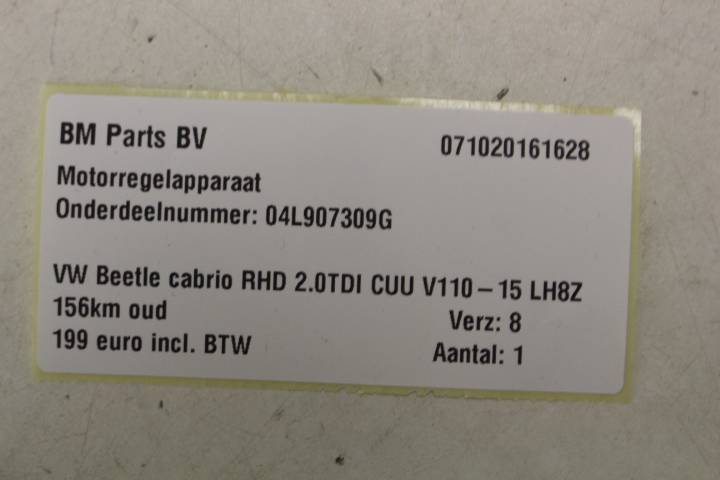 BM Parts BV 071020161628
Motorregelapparaat
Onderdeelnummer: 04L907309G
VW Beetle cabrio RHD 2.0TDI CUU V110-15 LH8Z
156km oud Verz: 8
199 euro incl. BTW Aantal: 1